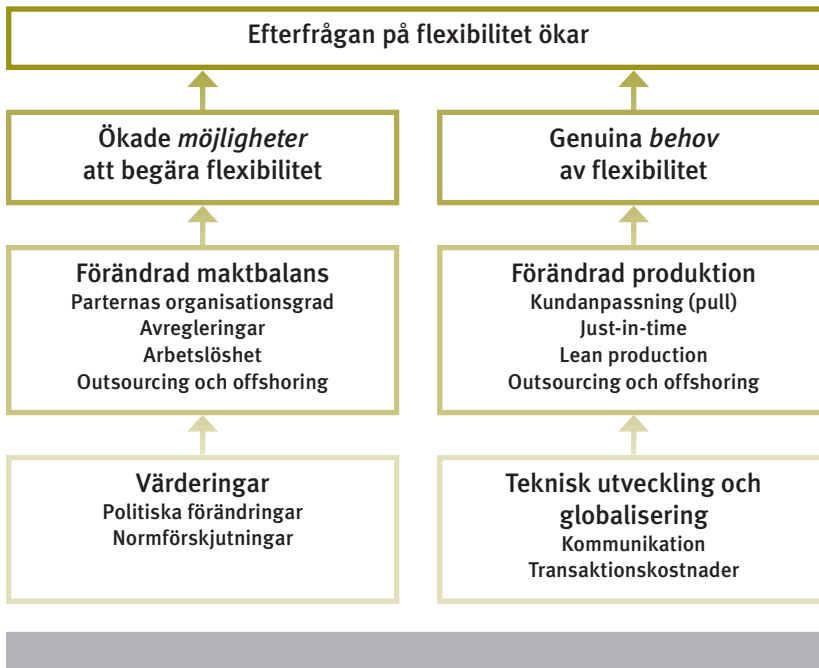 Efterfrågan på flexibilitet ökar
Ökade möjligheter
att begära flexibilitet
Genuina behov
av flexibilitet
Förändrad maktbalans
Parternas organisationsgrad
Avregleringar
Arbetslöshet
Outsourcing och offshoring
Förändrad produktion
Kundanpassning (pull)
Just-in-time
Lean production
Outsourcing och offshoring
Värderingar
Politiska förändringar
Normförskjutningar
Teknisk utveckling och
globalisering
Kommunikation
Transaktionskostnader